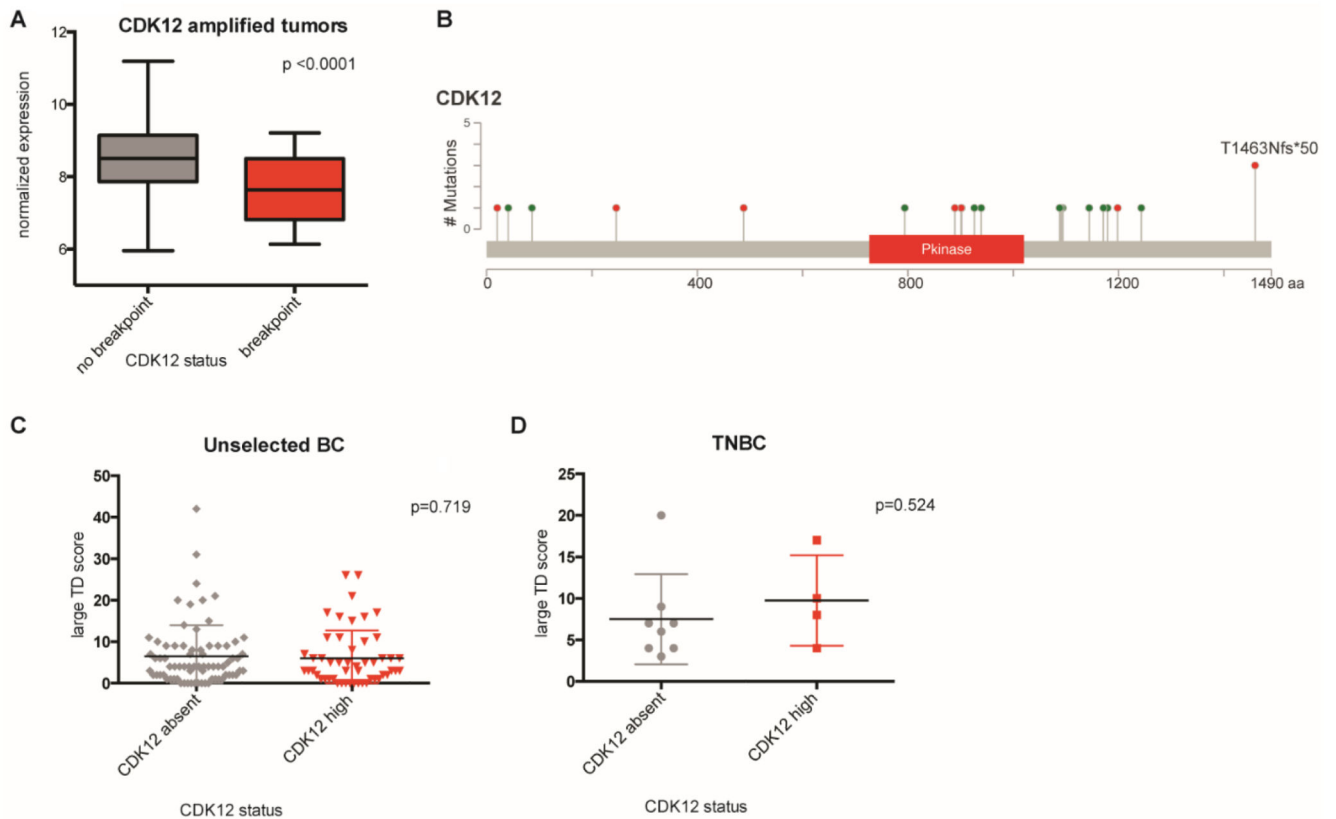 A
CDK12 amplified tumors
p <0.0001
normalized expression
12
10
8
6
no breakpoint
breakpoint
CDK12 status
B
CDK12
T1463Nfs*50
# Mutations
5
0
Pkinase
0 400 800 1200 1490 aa
C
Unselected BC
p=0.719
large TD score
50
40
30
20
10
0
CDK12 absent
CDK12 high
CDK12 status
D
TNBC
p=0.524
large TD score
25
20
15
10
5
0
CDK12 absent
CDK12 high
CDK12 status